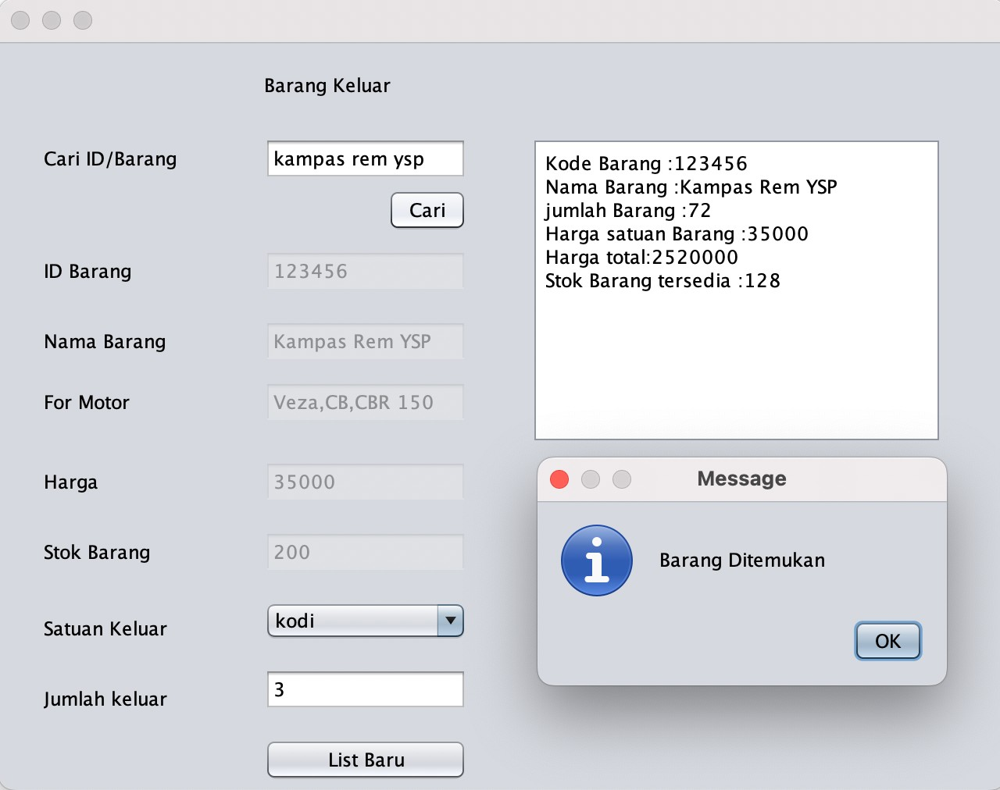 Barang Keluar
Cari ID/Barang
kampas rem ysp
Cari
ID Barang
123456
Nama Barang
Kampas Rem YSP
For Motor
Veza,CB,CBR 150
Harga
35000
Stok Barang
200
Satuan Keluar
kodi
Jumlah keluar
3
List Baru
Kode Barang :123456
Nama Barang :Kampas Rem YSP
jumlah Barang :72
Harga satuan Barang :35000
Harga total:2520000
Stok Barang tersedia :128
Message
Barang Ditemukan
OK